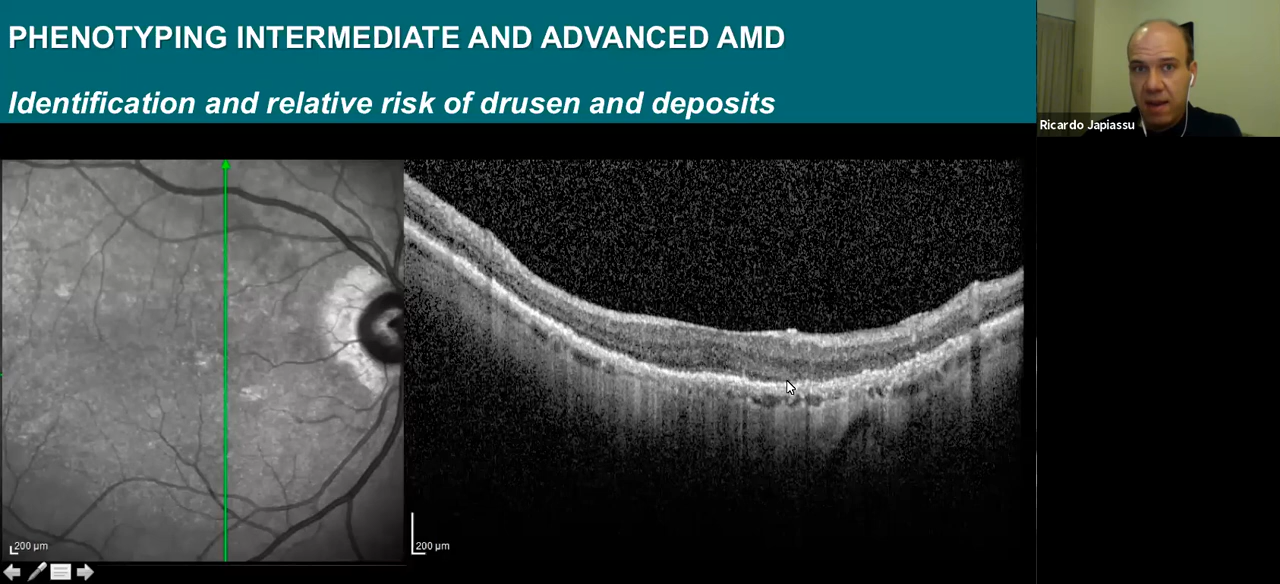 PHENOTYPING INTERMEDIATE AND ADVANCED AMD
Identification and relative risk of drusen and deposits
Ricardo Japiassu
200 µm
200 µm